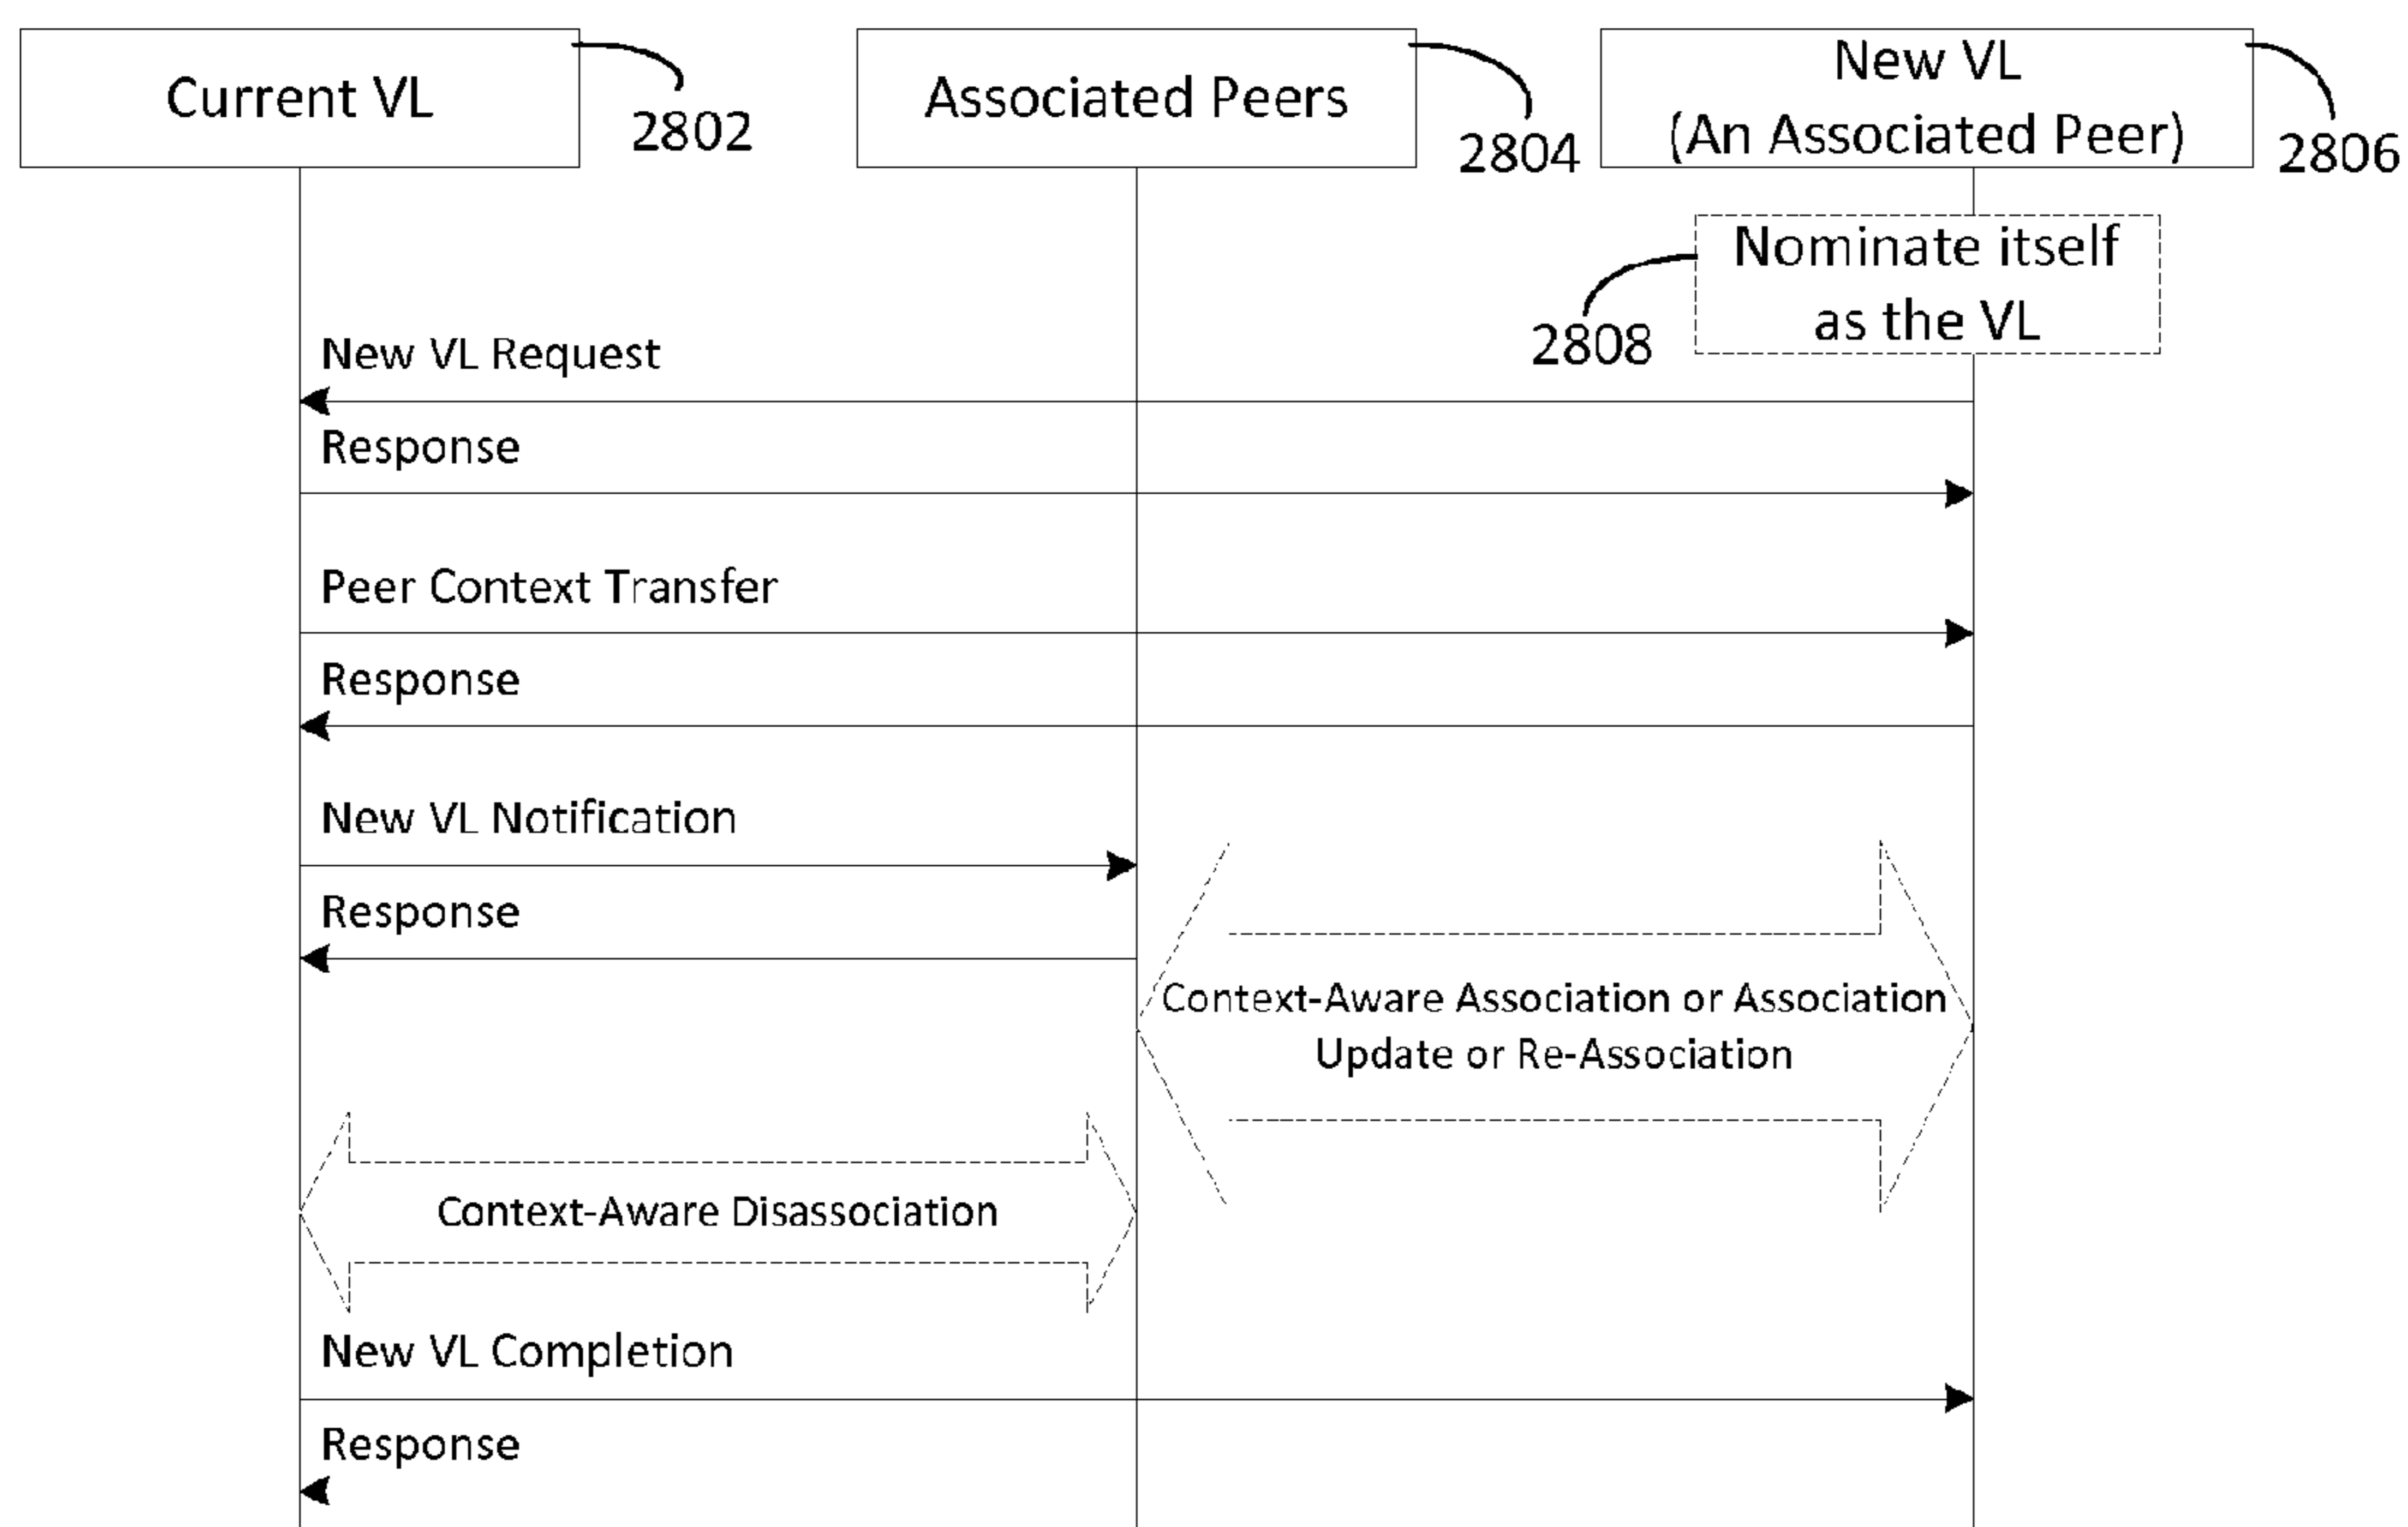 Current VL
2802
Associated Peers
2804
New VL
(An Associated Peer)
2806
Nominate itself
as the VL
2808
New VL Request
Response
Peer Context Transfer
Response
New VL Notification
Response
Context-Aware Association or Association
Update or Re-Association
Context-Aware Disassociation
New VL Completion
Response